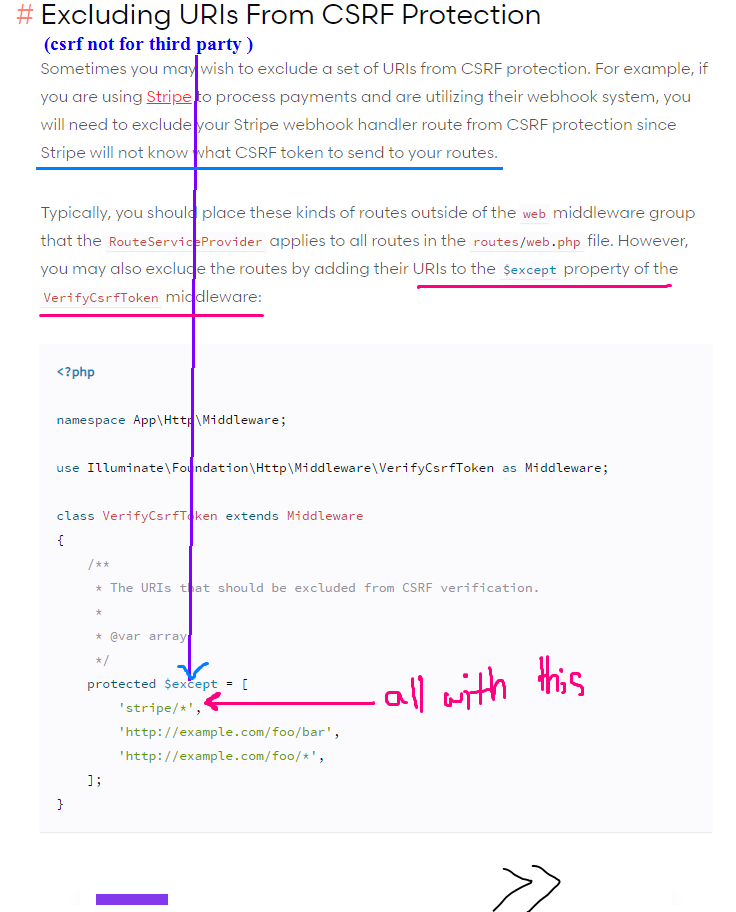 # Excluding URIs From CSRF Protection
(csrf not for third party )
Sometimes you may wish to exclude a set of URIs from CSRF protection. For example, if
you are using Stripe to process payments and are utilizing their webhook system, you
will need to exclude your Stripe webhook handler route from CSRF protection since
Stripe will not know what CSRF token to send to your routes.
Typically, you should place these kinds of routes outside of the web middleware group
that the RouteServiceProvider applies to all routes in the routes/web.php file. However,
you may also exclude the routes by adding their URIs to the $except property of the
VerifyCsrfToken middleware:
<?php
namespace App\Http\Middleware;
use Illuminate\Foundation\Http\Middleware\VerifyCsrfToken as Middleware;
class VerifyCsrfToken extends Middleware
{
/**
* The URIs that should be excluded from CSRF verification.
*
* @var array
*/
protected $except = [
'stripe/*',
all with this
'http://example.com/foo/bar',
'http://example.com/foo/*',
];
}